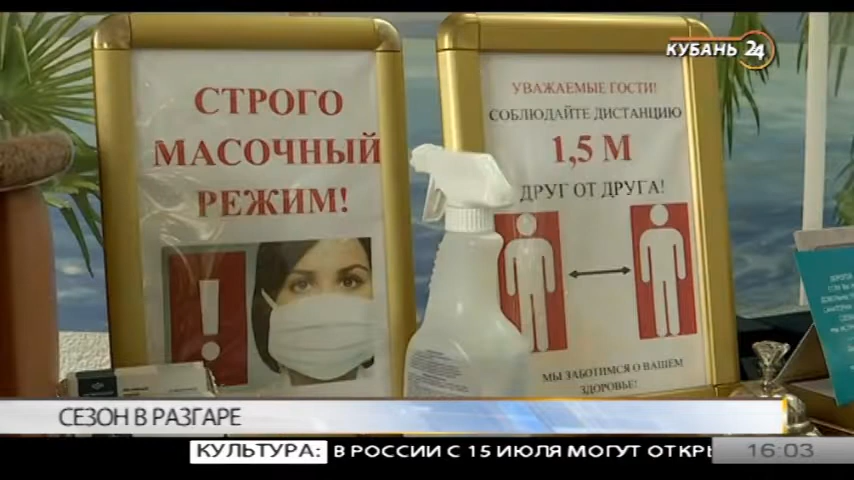 КУБАНЬ 24
СТРОГО
МАСОЧНЫЙ
РЕЖИМ!
УВАЖАЕМЫЕ ГОСТИ!
СОБЛЮДАЙТЕ ДИСТАНЦИЮ
1,5 М
ДРУГ ОТ ДРУГА!
МЫ ЗАБОТИМСЯ О ВАШЕМ
ЗДОРОВЬЕ!
СЕЗОН В РАЗГАРЕ
КУЛЬТУРА: В РОССИИ С 15 ИЮЛЯ МОГУТ ОТКРЫ
16:03